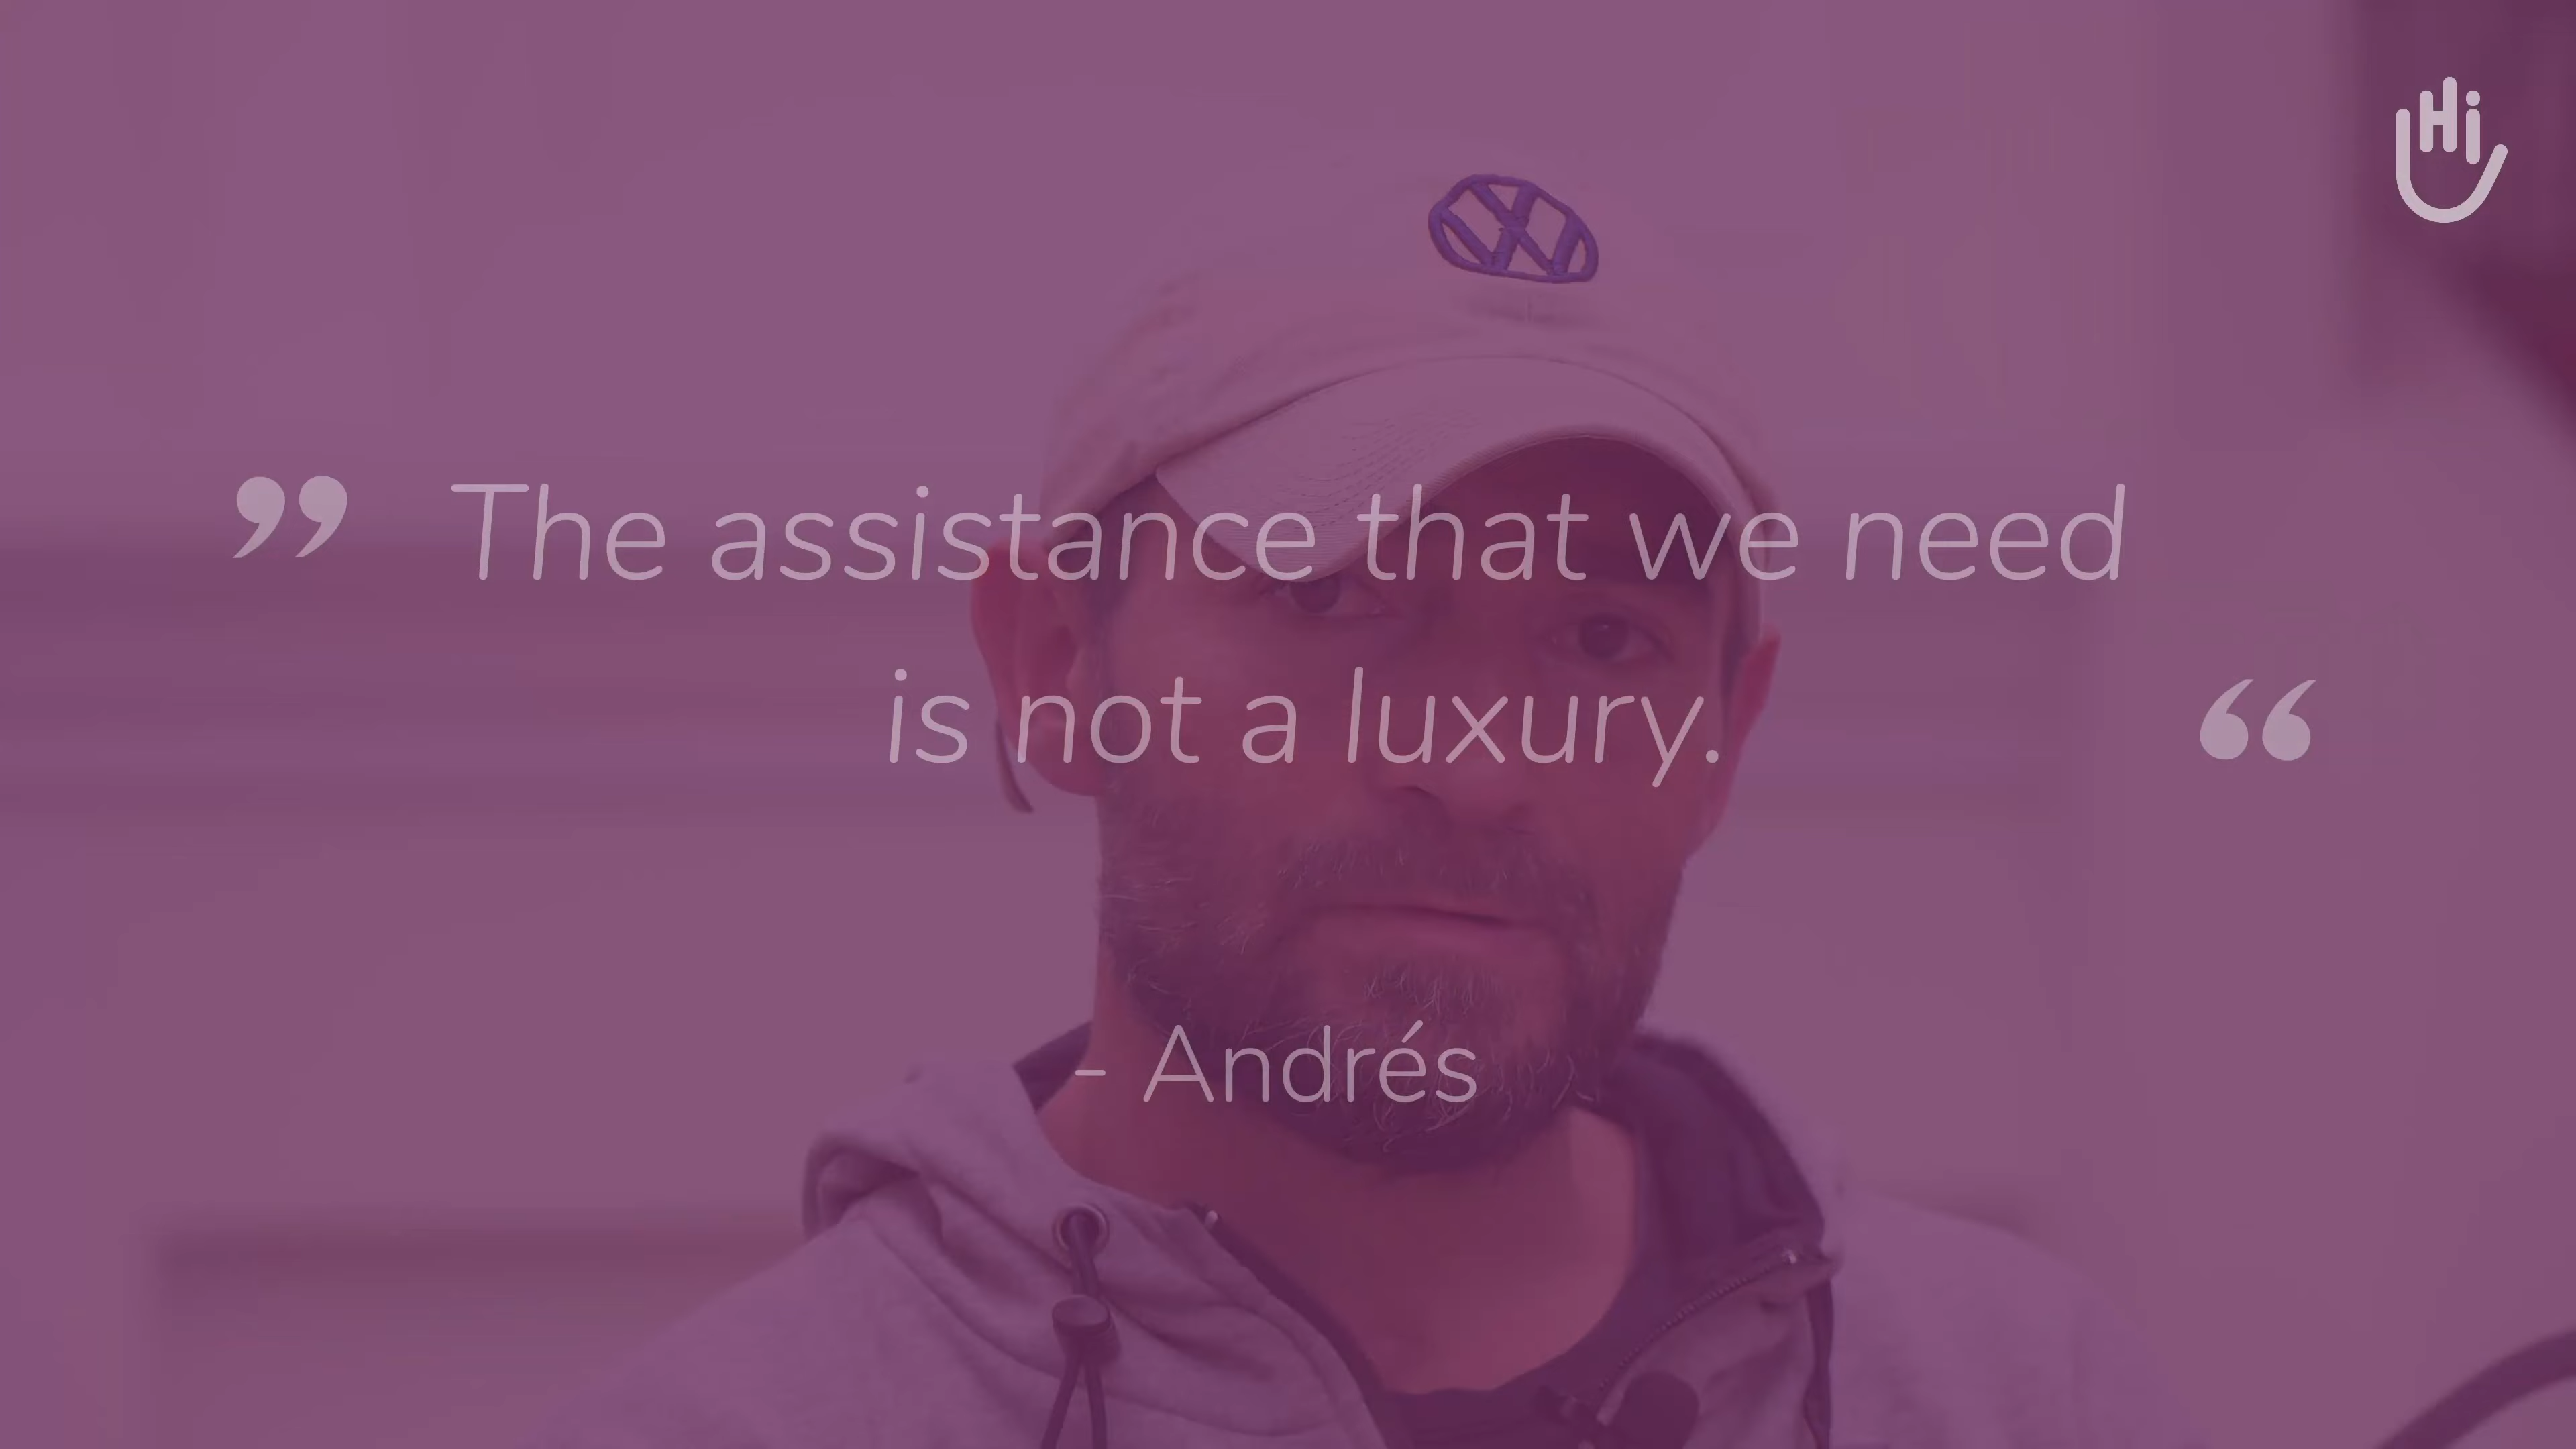 Hi
” The assistance that we need
is not a luxury. “
- Andrés